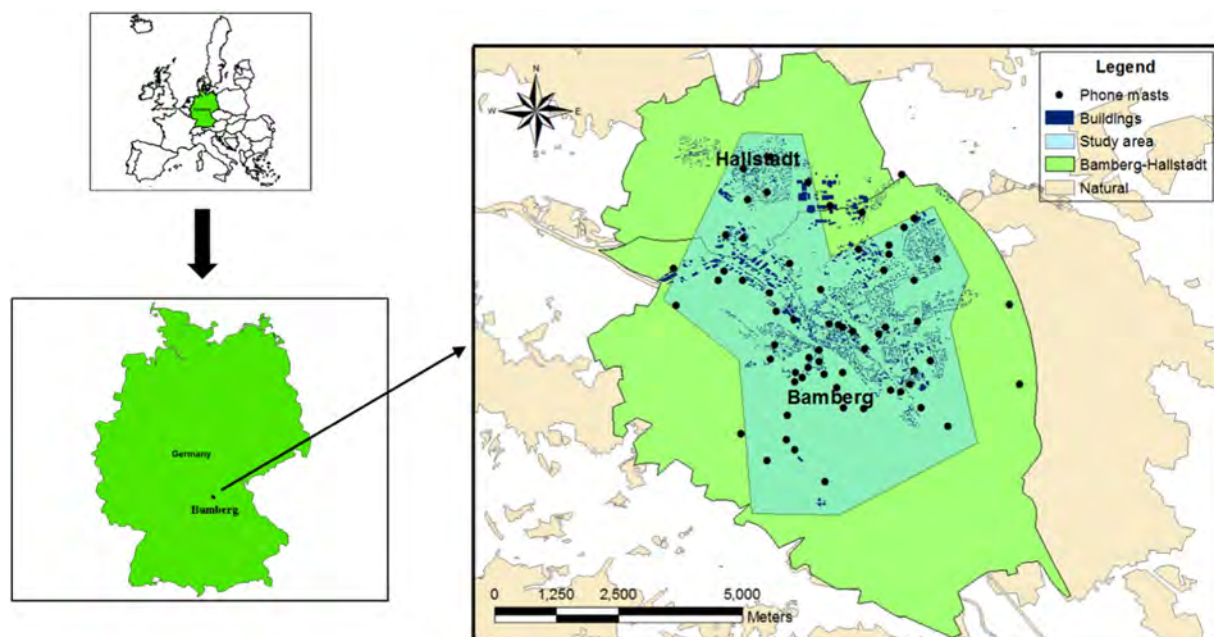 N
W
E
S
Legend
Phone masts
Buildings
Study area
Bamberg-Hallstadt
Natural
Hallstadt
Bamberg
Germany
Bamberg
0 1,250 2,500 5,000
Meters